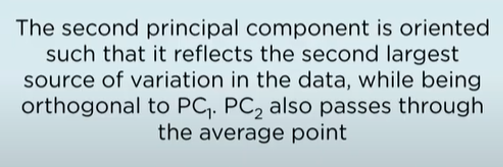 The second principal component is oriented
such that it reflects the second largest
source of variation in the data, while being
orthogonal to PC₁. PC₂ also passes through
the average point